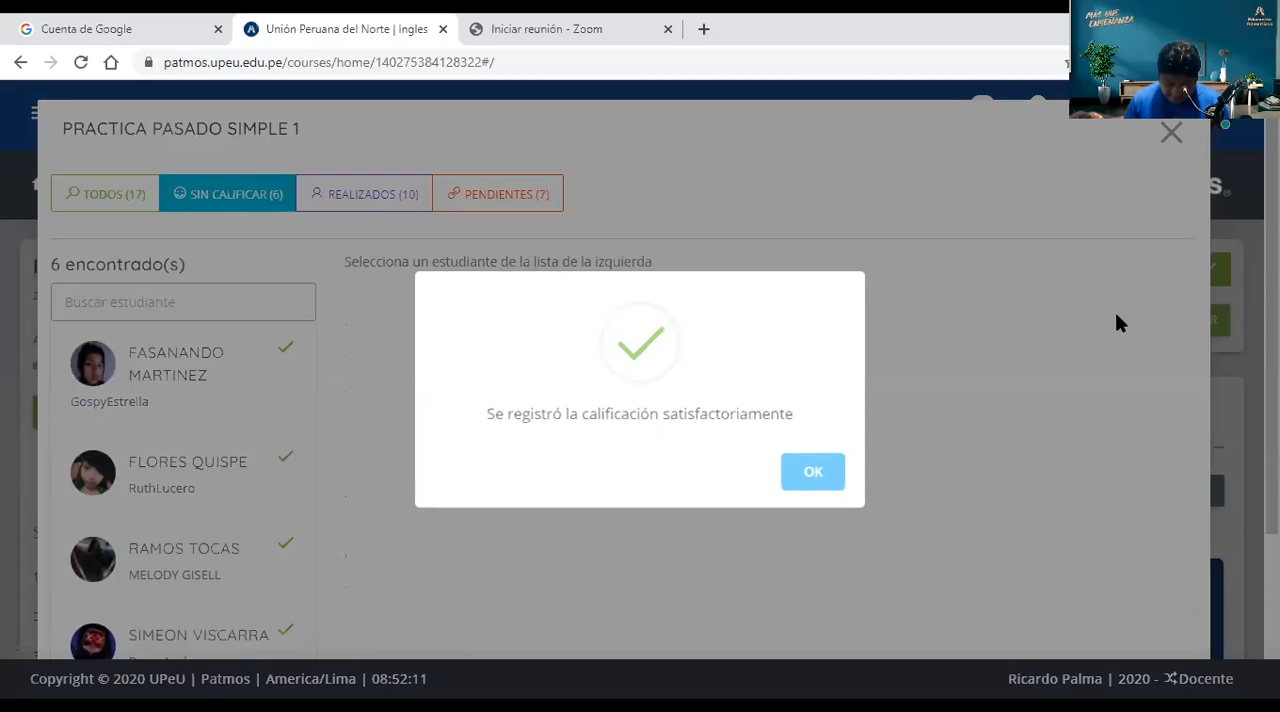 Cuenta de Google
Unión Peruana del Norte | Ingles
Iniciar reunión - Zoom
patmos.upeu.edu.pe/courses/home/140275384128322#/
MÁS QUE
ENSEÑANZA
PRACTICA PASADO SIMPLE 1
TODOS (17)
SIN CALIFICAR (6)
REALIZADOS (10)
PENDIENTES (7)
6 encontrado(s)
Selecciona un estudiante de la lista de la izquierda
Buscar estudiante
FASANANDO
MARTINEZ
GospyEstrella
FLORES QUISPE
RuthLucero
RAMOS TOCAS
MELODY GISELL
SIMEON VISCARRA
Se registró la calificación satisfactoriamente
OK
Copyright © 2020 UPeU | Patmos | America/Lima | 08:52:11
Ricardo Palma | 2020 - Docente